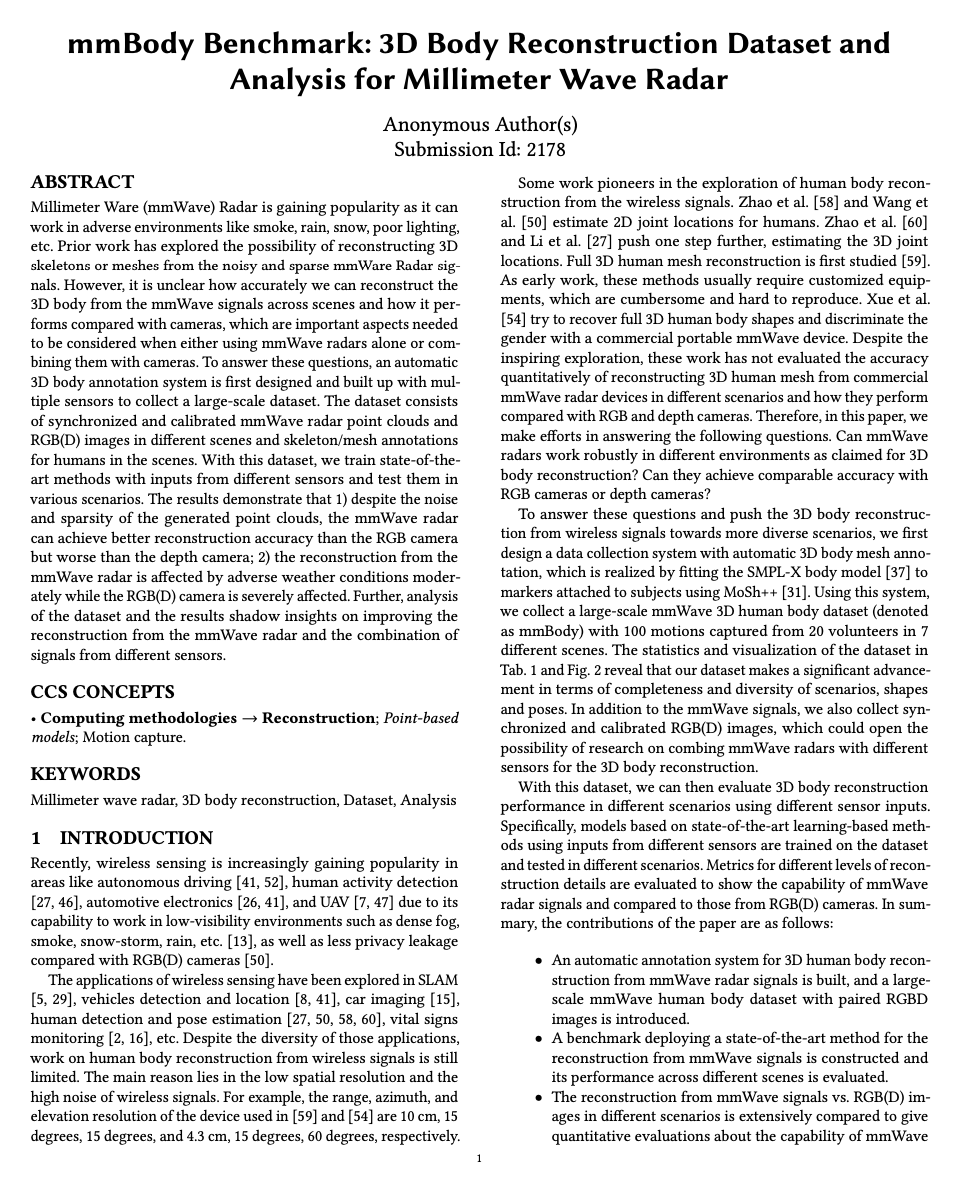 mmBody Benchmark: 3D Body Reconstruction Dataset and
Analysis for Millimeter Wave Radar
Anonymous Author(s)
Submission Id: 2178
ABSTRACT
Millimeter Ware (mmWave) Radar is gaining popularity as it can
work in adverse environments like smoke, rain, snow, poor lighting,
etc. Prior work has explored the possibility of reconstructing 3D
skeletons or meshes from the noisy and sparse mmWare Radar sig-
nals. However, it is unclear how accurately we can reconstruct the
3D body from the mmWave signals across scenes and how it per-
forms compared with cameras, which are important aspects needed
to be considered when either using mmWave radars alone or com-
bining them with cameras. To answer these questions, an automatic
3D body annotation system is first designed and built up with mul-
tiple sensors to collect a large-scale dataset. The dataset consists
of synchronized and calibrated mmWave radar point clouds and
RGB(D) images in different scenes and skeleton/mesh annotations
for humans in the scenes. With this dataset, we train state-of-the-
art methods with inputs from different sensors and test them in
various scenarios. The results demonstrate that 1) despite the noise
and sparsity of the generated point clouds, the mmWave radar
can achieve better reconstruction accuracy than the RGB camera
but worse than the depth camera; 2) the reconstruction from the
mmWave radar is affected by adverse weather conditions moder-
ately while the RGB(D) camera is severely affected. Further, analysis
of the dataset and the results shadow insights on improving the
reconstruction from the mmWave radar and the combination of
signals from different sensors.
CCS CONCEPTS
• Computing methodologies → Reconstruction; Point-based
models; Motion capture.
KEYWORDS
Millimeter wave radar, 3D body reconstruction, Dataset, Analysis
1 INTRODUCTION
Recently, wireless sensing is increasingly gaining popularity in
areas like autonomous driving [41, 52], human activity detection
[27, 46], automotive electronics [26, 41], and UAV [7, 47] due to its
capability to work in low-visibility environments such as dense fog,
smoke, snow-storm, rain, etc. [13], as well as less privacy leakage
compared with RGB(D) cameras [50].
The applications of wireless sensing have been explored in SLAM
[5, 29], vehicles detection and location [8, 41], car imaging [15],
human detection and pose estimation [27, 50, 58, 60], vital signs
monitoring [2, 16], etc. Despite the diversity of those applications,
work on human body reconstruction from wireless signals is still
limited. The main reason lies in the low spatial resolution and the
high noise of wireless signals. For example, the range, azimuth, and
elevation resolution of the device used in [59] and [54] are 10 cm, 15
degrees, 15 degrees, and 4.3 cm, 15 degrees, 60 degrees, respectively.
Some work pioneers in the exploration of human body recon-
struction from the wireless signals. Zhao et al. [58] and Wang et
al. [50] estimate 2D joint locations for humans. Zhao et al. [60]
and Li et al. [27] push one step further, estimating the 3D joint
locations. Full 3D human mesh reconstruction is first studied [59].
As early work, these methods usually require customized equip-
ments, which are cumbersome and hard to reproduce. Xue et al.
[54] try to recover full 3D human body shapes and discriminate the
gender with a commercial portable mmWave device. Despite the
inspiring exploration, these work has not evaluated the accuracy
quantitatively of reconstructing 3D human mesh from commercial
mmWave radar devices in different scenarios and how they perform
compared with RGB and depth cameras. Therefore, in this paper, we
make efforts in answering the following questions. Can mmWave
radars work robustly in different environments as claimed for 3D
body reconstruction? Can they achieve comparable accuracy with
RGB cameras or depth cameras?
To answer these questions and push the 3D body reconstruc-
tion from wireless signals towards more diverse scenarios, we first
design a data collection system with automatic 3D body mesh anno-
tation, which is realized by fitting the SMPL-X body model [37] to
markers attached to subjects using MoSh++ [31]. Using this system,
we collect a large-scale mmWave 3D human body dataset (denoted
as mmBody) with 100 motions captured from 20 volunteers in 7
different scenes. The statistics and visualization of the dataset in
Tab. 1 and Fig. 2 reveal that our dataset makes a significant advance-
ment in terms of completeness and diversity of scenarios, shapes
and poses. In addition to the mmWave signals, we also collect syn-
chronized and calibrated RGB(D) images, which could open the
possibility of research on combing mmWave radars with different
sensors for the 3D body reconstruction.
With this dataset, we can then evaluate 3D body reconstruction
performance in different scenarios using different sensor inputs.
Specifically, models based on state-of-the-art learning-based meth-
ods using inputs from different sensors are trained on the dataset
and tested in different scenarios. Metrics for different levels of recon-
struction details are evaluated to show the capability of mmWave
radar signals and compared to those from RGB(D) cameras. In sum-
mary, the contributions of the paper are as follows:
• An automatic annotation system for 3D human body recon-
struction from mmWave radar signals is built, and a large-
scale mmWave human body dataset with paired RGBD
images is introduced.
• A benchmark deploying a state-of-the-art method for the
reconstruction from mmWave signals is constructed and
its performance across different scenes is evaluated.
• The reconstruction from mmWave signals vs. RGB(D) im-
ages in different scenarios is extensively compared to give
quantitative evaluations about the capability of mmWave
1